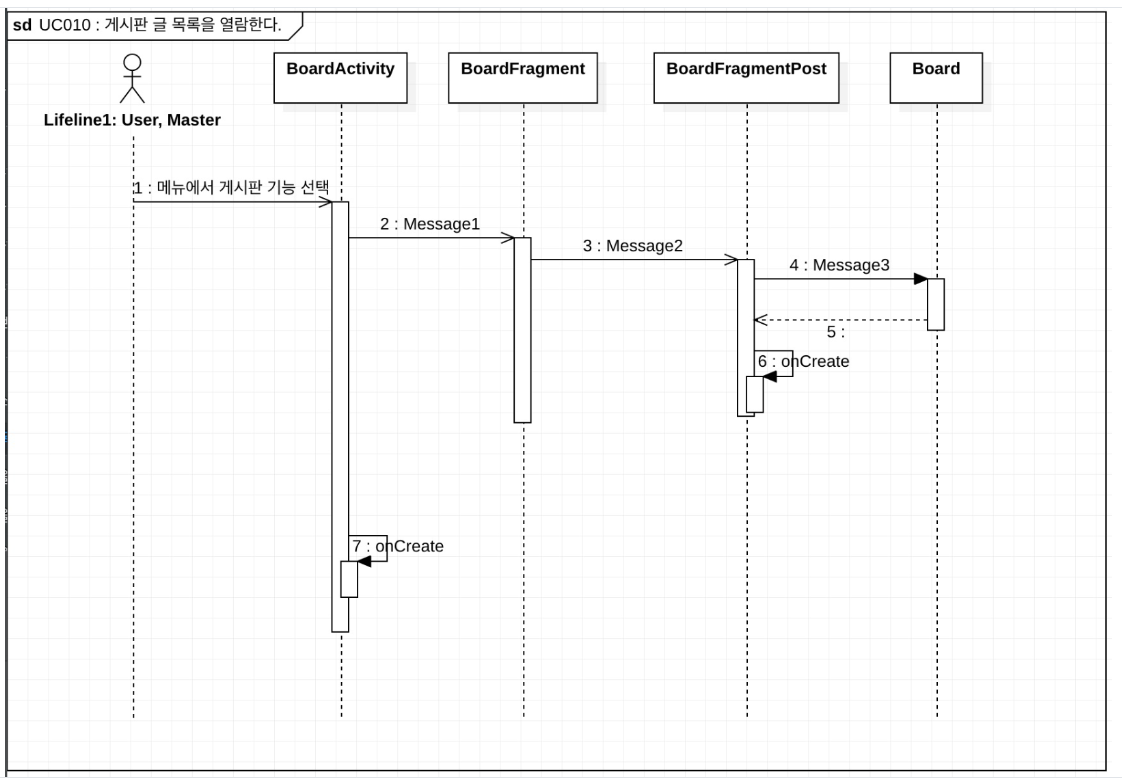 sd UC010 : 게시판 글 목록을 열람한다.
BoardActivity
BoardFragment
BoardFragmentPost
Board
Lifeline1: User, Master
1 : 메뉴에서 게시판 기능 선택
2 : Message1
3 : Message2
4 : Message3
5 :
6 : onCreate
7 : onCreate